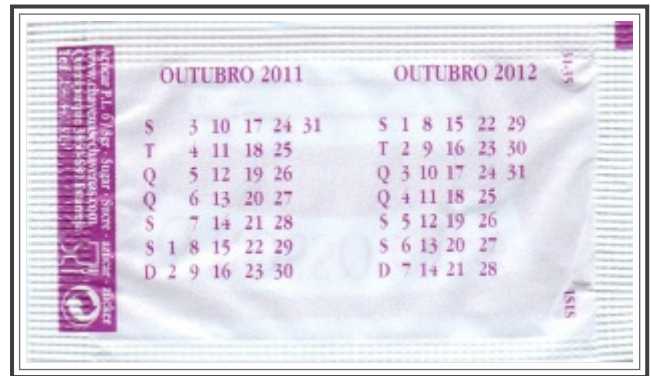 OUTUBRO 2011
S 3 10 17 24 31
T 4 11 18 25
Q 5 12 19 26
Q 6 13 20 27
S 7 14 21 28
S 1 8 15 22 29
D 2 9 16 23 30
OUTUBRO 2012
S 1 8 15 22 29
T 2 9 16 23 30
Q 3 10 17 24 31
Q 4 11 18 25
S 5 12 19 26
S 6 13 20 27
D 7 14 21 28
Sugar - Sucre